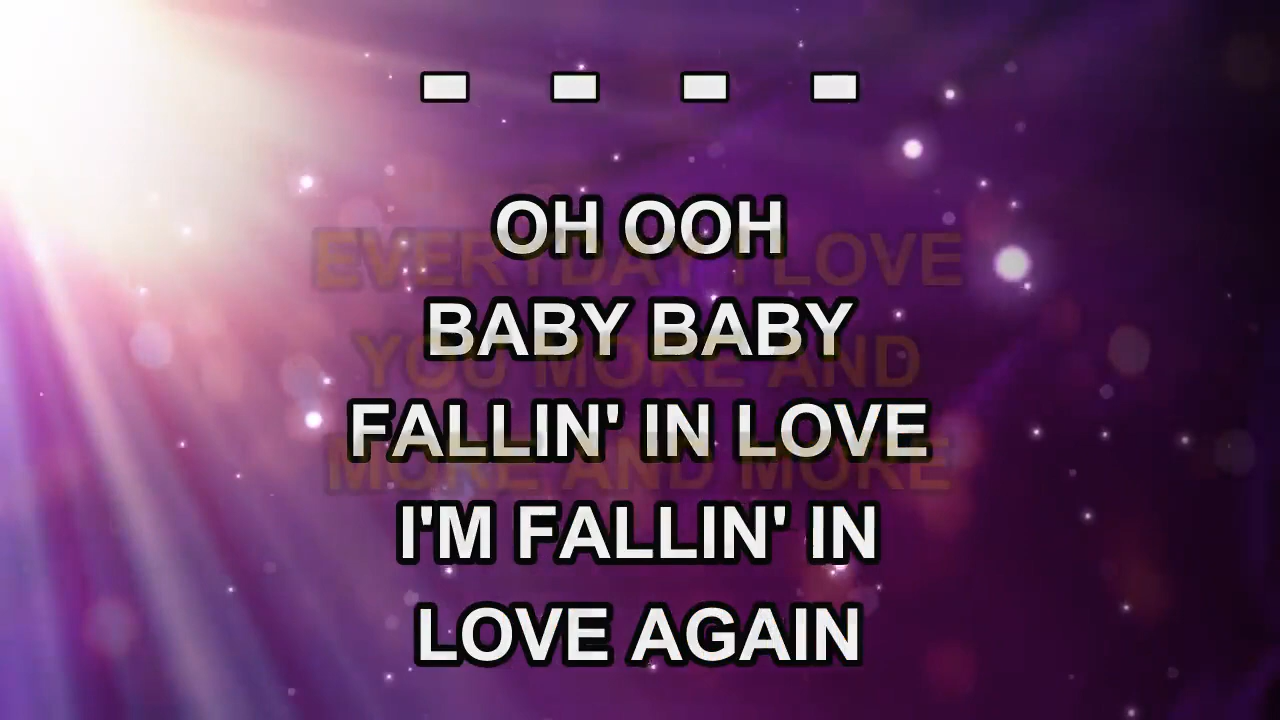 - - - -
OH OOH
EVERYDAY I LOVE
BABY BABY
YOU MORE AND
FALLIN' IN LOVE
MORE AND MORE
I'M FALLIN' IN
LOVE AGAIN